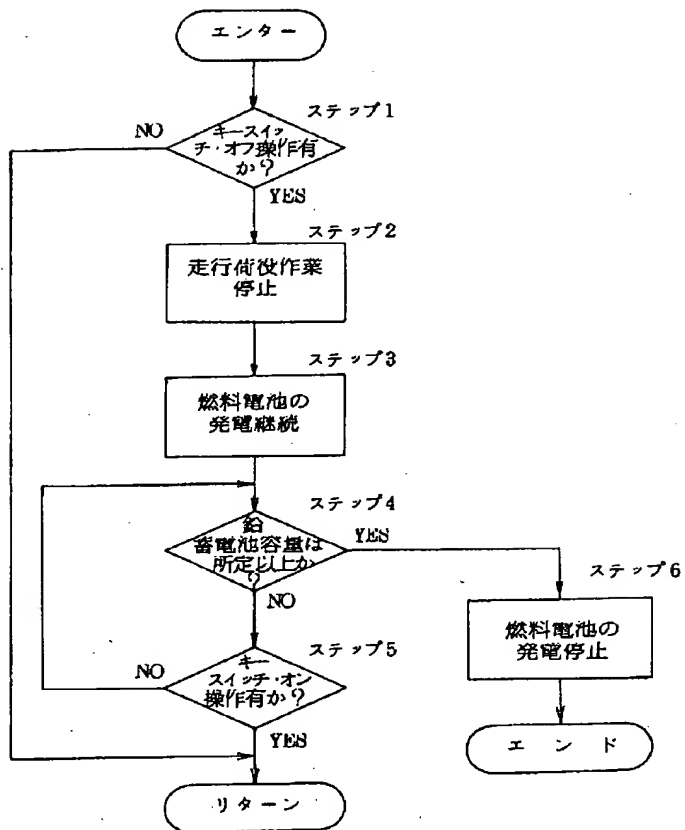 エンター
ステップ1
NO
キースイッ
チ・オフ操作有
か?
YES
ステップ2
走行荷役作業
停止
ステップ3
燃料電池の
発電継続
ステップ4
鉛
蓄電池容量は
所定以上か
?
YES
NO
ステップ6
燃料電池の
発電停止
ステップ5
NO
キー
スイッチ・オン
操作有か?
YES
エンド
リターン